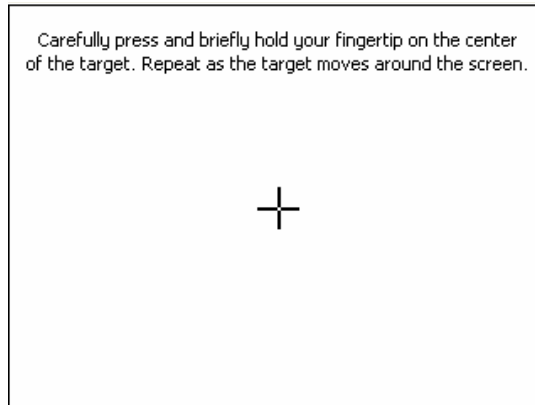 Carefully press and briefly hold your fingertip on the center
of the target. Repeat as the target moves around the screen.